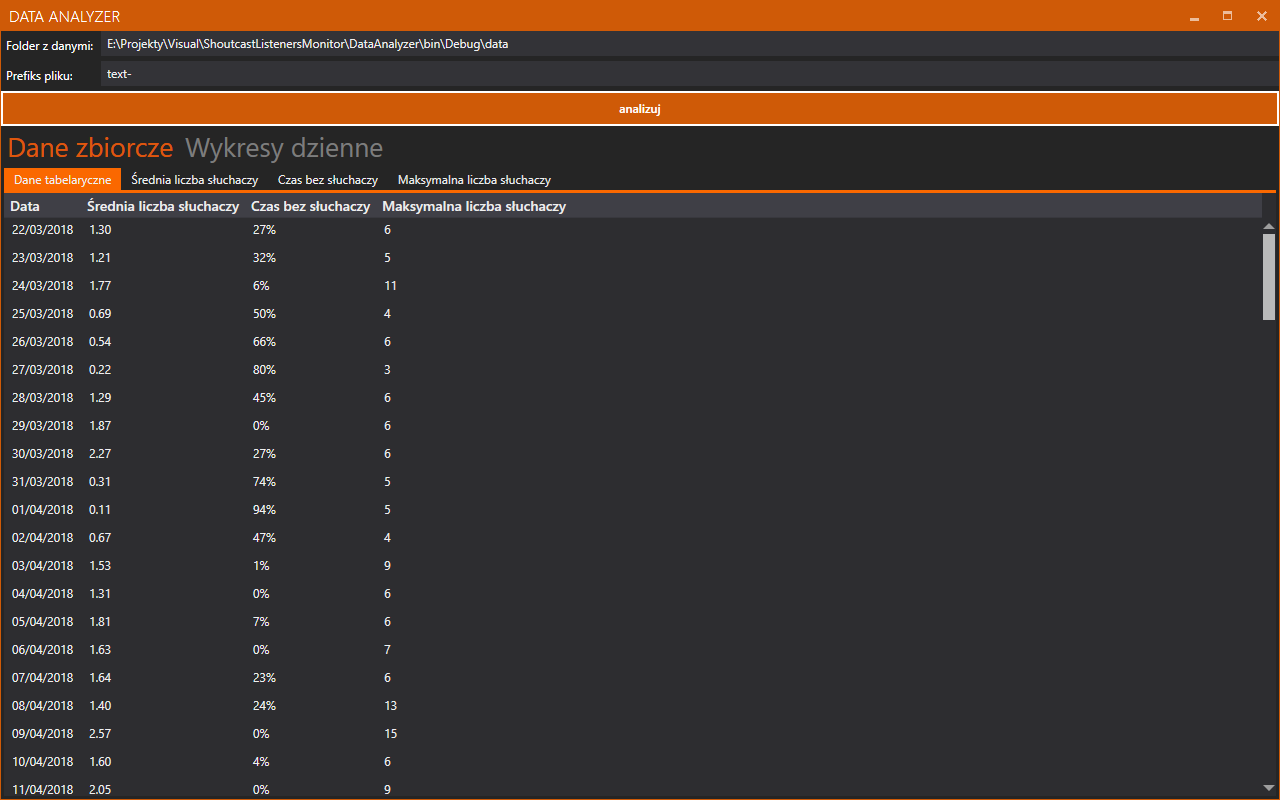 DATA ANALYZER
Folder z danymi: E:\Projekty\Visual\ShoutcastListenersMonitor\DataAnalyzer\bin\Debug\data
Prefiks pliku: text-
analizuj
Dane zbiorcze Wykresy dzienne
Dane tabelaryczne Średnia liczba słuchaczy Czas bez słuchaczy Maksymalna liczba słuchaczy
Data Średnia liczba słuchaczy Czas bez słuchaczy Maksymalna liczba słuchaczy
22/03/2018 1.30 27% 6
23/03/2018 1.21 32% 5
24/03/2018 1.77 6% 11
25/03/2018 0.69 50% 4
26/03/2018 0.54 66% 6
27/03/2018 0.22 80% 3
28/03/2018 1.29 45% 6
29/03/2018 1.87 0% 6
30/03/2018 2.27 27% 6
31/03/2018 0.31 74% 5
01/04/2018 0.11 94% 5
02/04/2018 0.67 47% 4
03/04/2018 1.53 1% 9
04/04/2018 1.31 0% 6
05/04/2018 1.81 7% 6
06/04/2018 1.63 0% 7
07/04/2018 1.64 23% 6
08/04/2018 1.40 24% 13
09/04/2018 2.57 0% 15
10/04/2018 1.60 4% 6
11/04/2018 2.05 0% 9